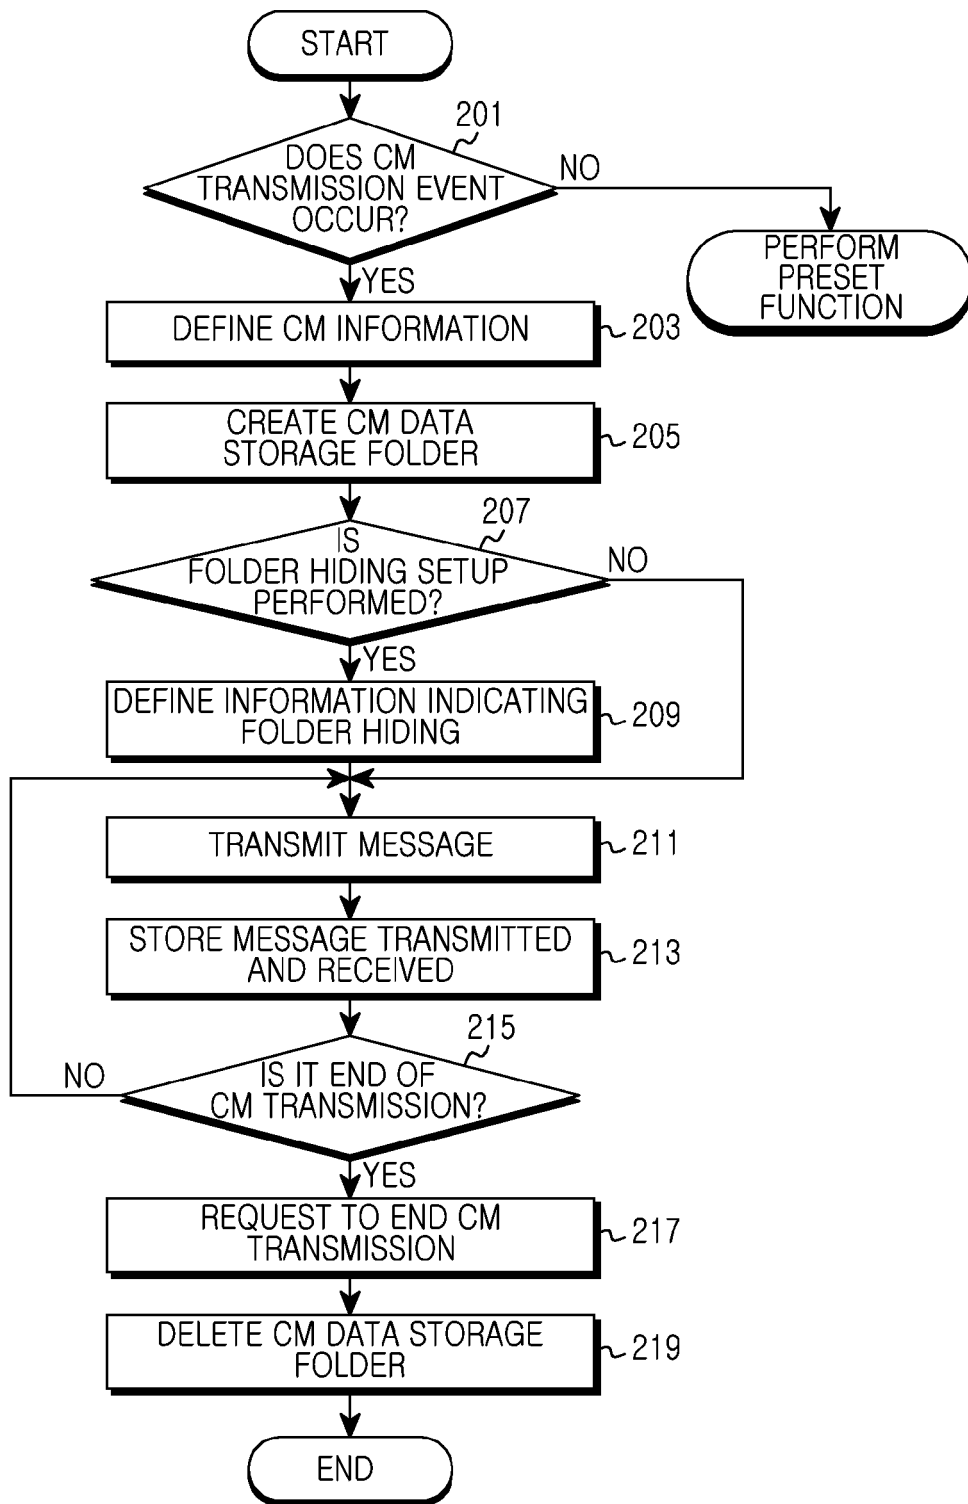 START
201
DOES CM
TRANSMISSION EVENT
OCCUR?
NO
PERFORM
PRESET
FUNCTION
YES
DEFINE CM INFORMATION
203
CREATE CM DATA
STORAGE FOLDER
205
207
IS
FOLDER HIDING SETUP
PERFORMED?
NO
YES
DEFINE INFORMATION INDICATING
FOLDER HIDING
209
TRANSMIT MESSAGE
211
STORE MESSAGE TRANSMITTED
AND RECEIVED
213
215
IS IT END OF
CM TRANSMISSION?
NO
YES
REQUEST TO END CM
TRANSMISSION
217
DELETE CM DATA STORAGE
FOLDER
219
END